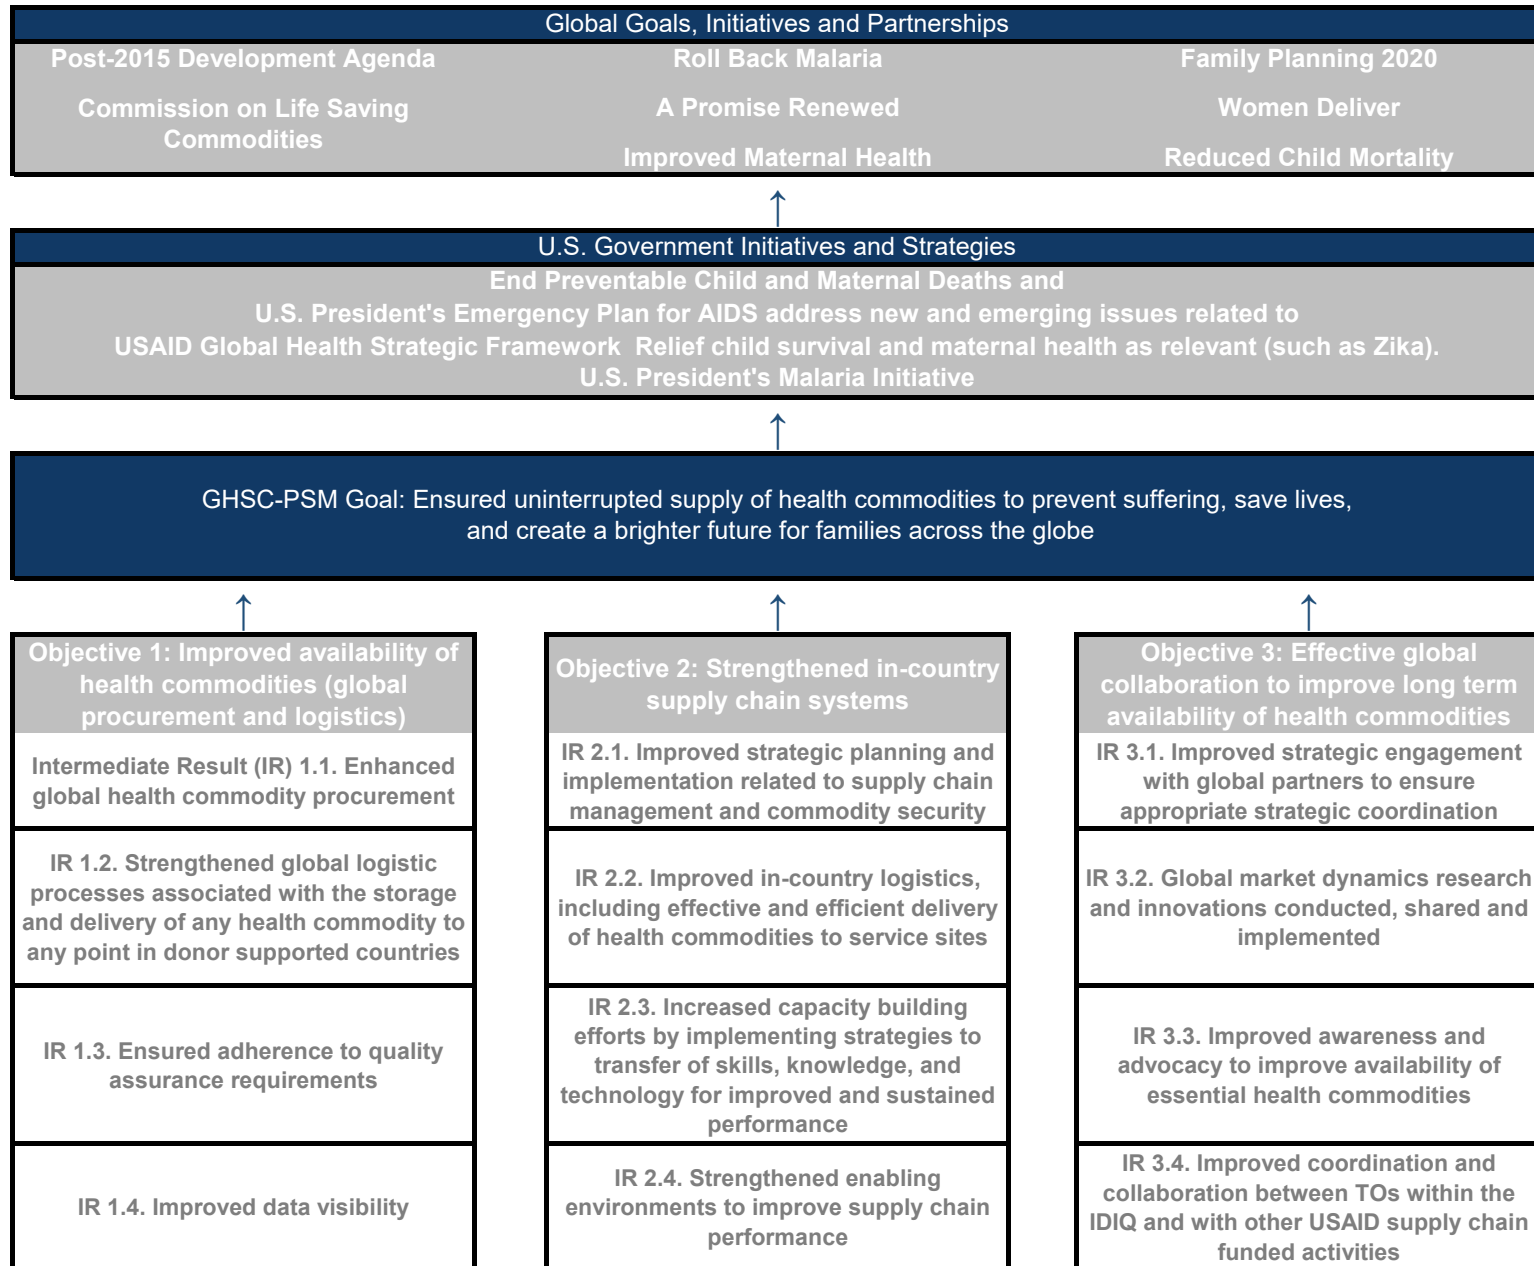 Global Goals, Initiatives and Partnerships
Post-2015 Development Agenda
Commission on Life Saving
Commodities
Roll Back Malaria
A Promise Renewed
Improved Maternal Health
Family Planning 2020
Women Deliver
Reduced Child Mortality
U.S. Government Initiatives and Strategies
End Preventable Child and Maternal Deaths and
U.S. President's Emergency Plan for AIDS address new and emerging issues related to
USAID Global Health Strategic Framework Relief child survival and maternal health as relevant (such as Zika).
U.S. President's Malaria Initiative
GHSC-PSM Goal: Ensured uninterrupted supply of health commodities to prevent suffering, save lives,
and create a brighter future for families across the globe
Objective 1: Improved availability of
health commodities (global
procurement and logistics)
Intermediate Result (IR) 1.1. Enhanced
global health commodity procurement
IR 1.2. Strengthened global logistic
processes associated with the storage
and delivery of any health commodity to
any point in donor supported countries
IR 1.3. Ensured adherence to quality
assurance requirements
IR 1.4. Improved data visibility
Objective 2: Strengthened in-country
supply chain systems
IR 2.1. Improved strategic planning and
implementation related to supply chain
management and commodity security
IR 2.2. Improved in-country logistics,
including effective and efficient delivery
of health commodities to service sites
IR 2.3. Increased capacity building
efforts by implementing strategies to
transfer of skills, knowledge, and
technology for improved and sustained
performance
IR 2.4. Strengthened enabling
environments to improve supply chain
performance
Objective 3: Effective global
collaboration to improve long term
availability of health commodities
IR 3.1. Improved strategic engagement
with global partners to ensure
appropriate strategic coordination
IR 3.2. Global market dynamics research
and innovations conducted, shared and
implemented
IR 3.3. Improved awareness and
advocacy to improve availability of
essential health commodities
IR 3.4. Improved coordination and
collaboration between TOs within the
IDIQ and with other USAID supply chain
funded activities